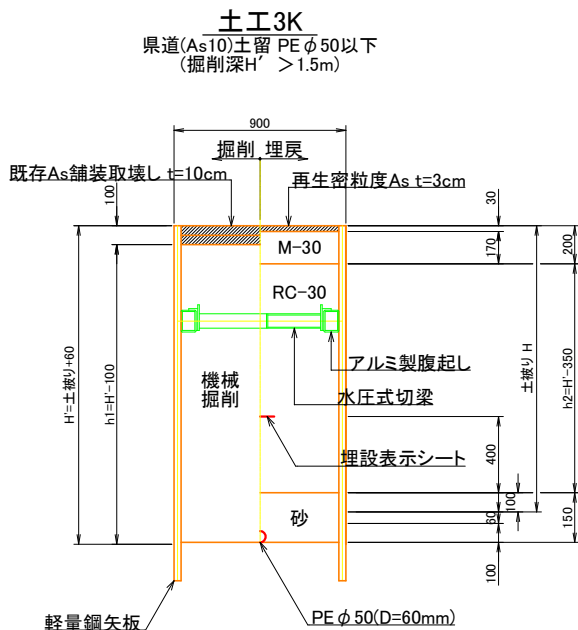 土工3K
県道(As10)土留 PEφ50以下
(掘削深H′ >1.5m)
900
掘削 埋戻
既存As舗装取壊し t=10cm
再生密粒度As t=3cm
100
30
170
200
M-30
RC-30
アルミ製腹起し
水圧式切梁
機械
掘削
埋設表示シート
砂
H'=土被り+60
h1=H'-100
土被り H
h2=H'-350
400
100
60
150
100
軽量鋼矢板
PEφ50(D=60mm)